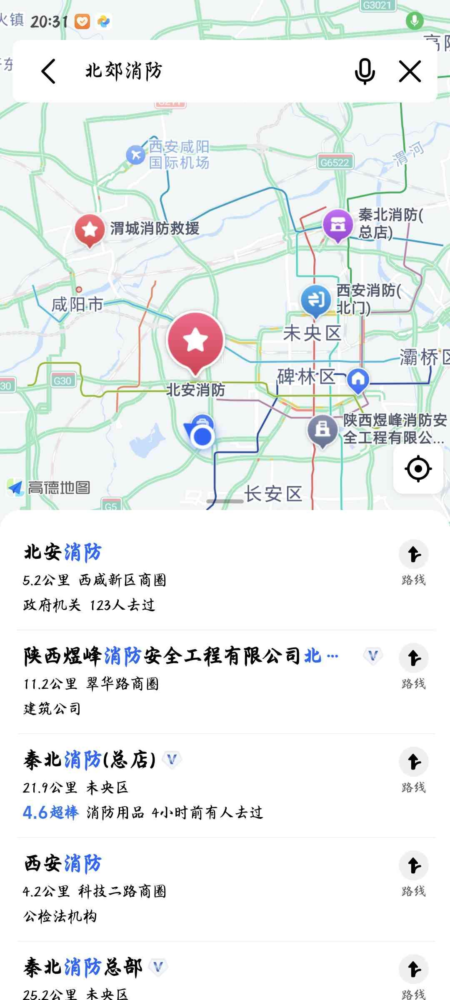 火镇 20:31
G3021
高陵
北郊消防
西安咸阳
国际机场
G6522
渭河
秦北消防(
总店)
渭城消防救援
西安消防(
北门)
咸阳市
未央区
灞桥区
碑林区
G30
30
北安消防
陕西煜峰消防安
全工程有限公...
高德地图
长安区
G5
北安消防
5.2公里 西咸新区商圈
政府机关 123人去过
路线
陕西煜峰消防安全工程有限公司北…
11.2公里 翠华路商圈
建筑公司
路线
秦北消防(总店)
21.9公里 未央区
4.6超棒 消防用品 4小时前有人去过
路线
西安消防
4.2公里 科技二路商圈
公检法机构
路线
秦北消防总部
25.2公里 未央区
路线